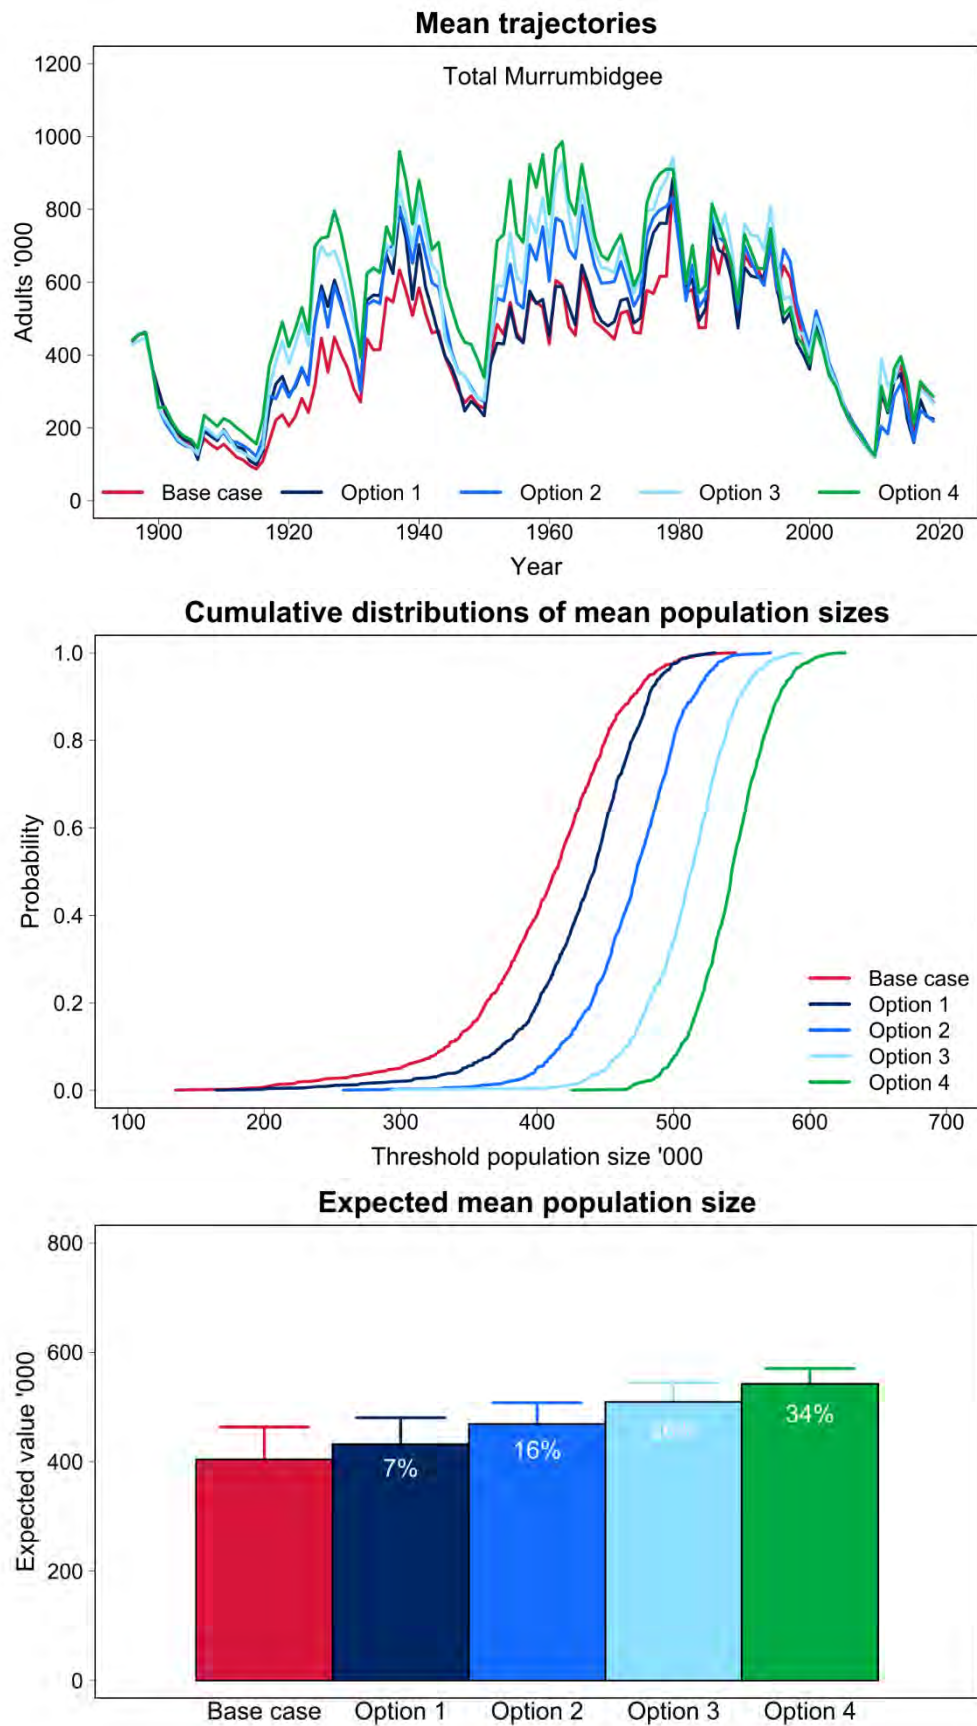 Mean trajectories
Total Murrumbidgee
1200
1000
800
600
400
200
0
Adults '000
Base case Option 1 Option 2 Option 3 Option 4
1900 1920 1940 1960 1980 2000 2020
Year
Cumulative distributions of mean population sizes
1.0
0.8
0.6
0.4
0.2
0.0
Probability
Base case
Option 1
Option 2
Option 3
Option 4
100 200 300 400 500 600 700
Threshold population size '000
Expected mean population size
800
600
400
200
0
Expected value '000
7%
16%
34%
Base case Option 1 Option 2 Option 3 Option 4